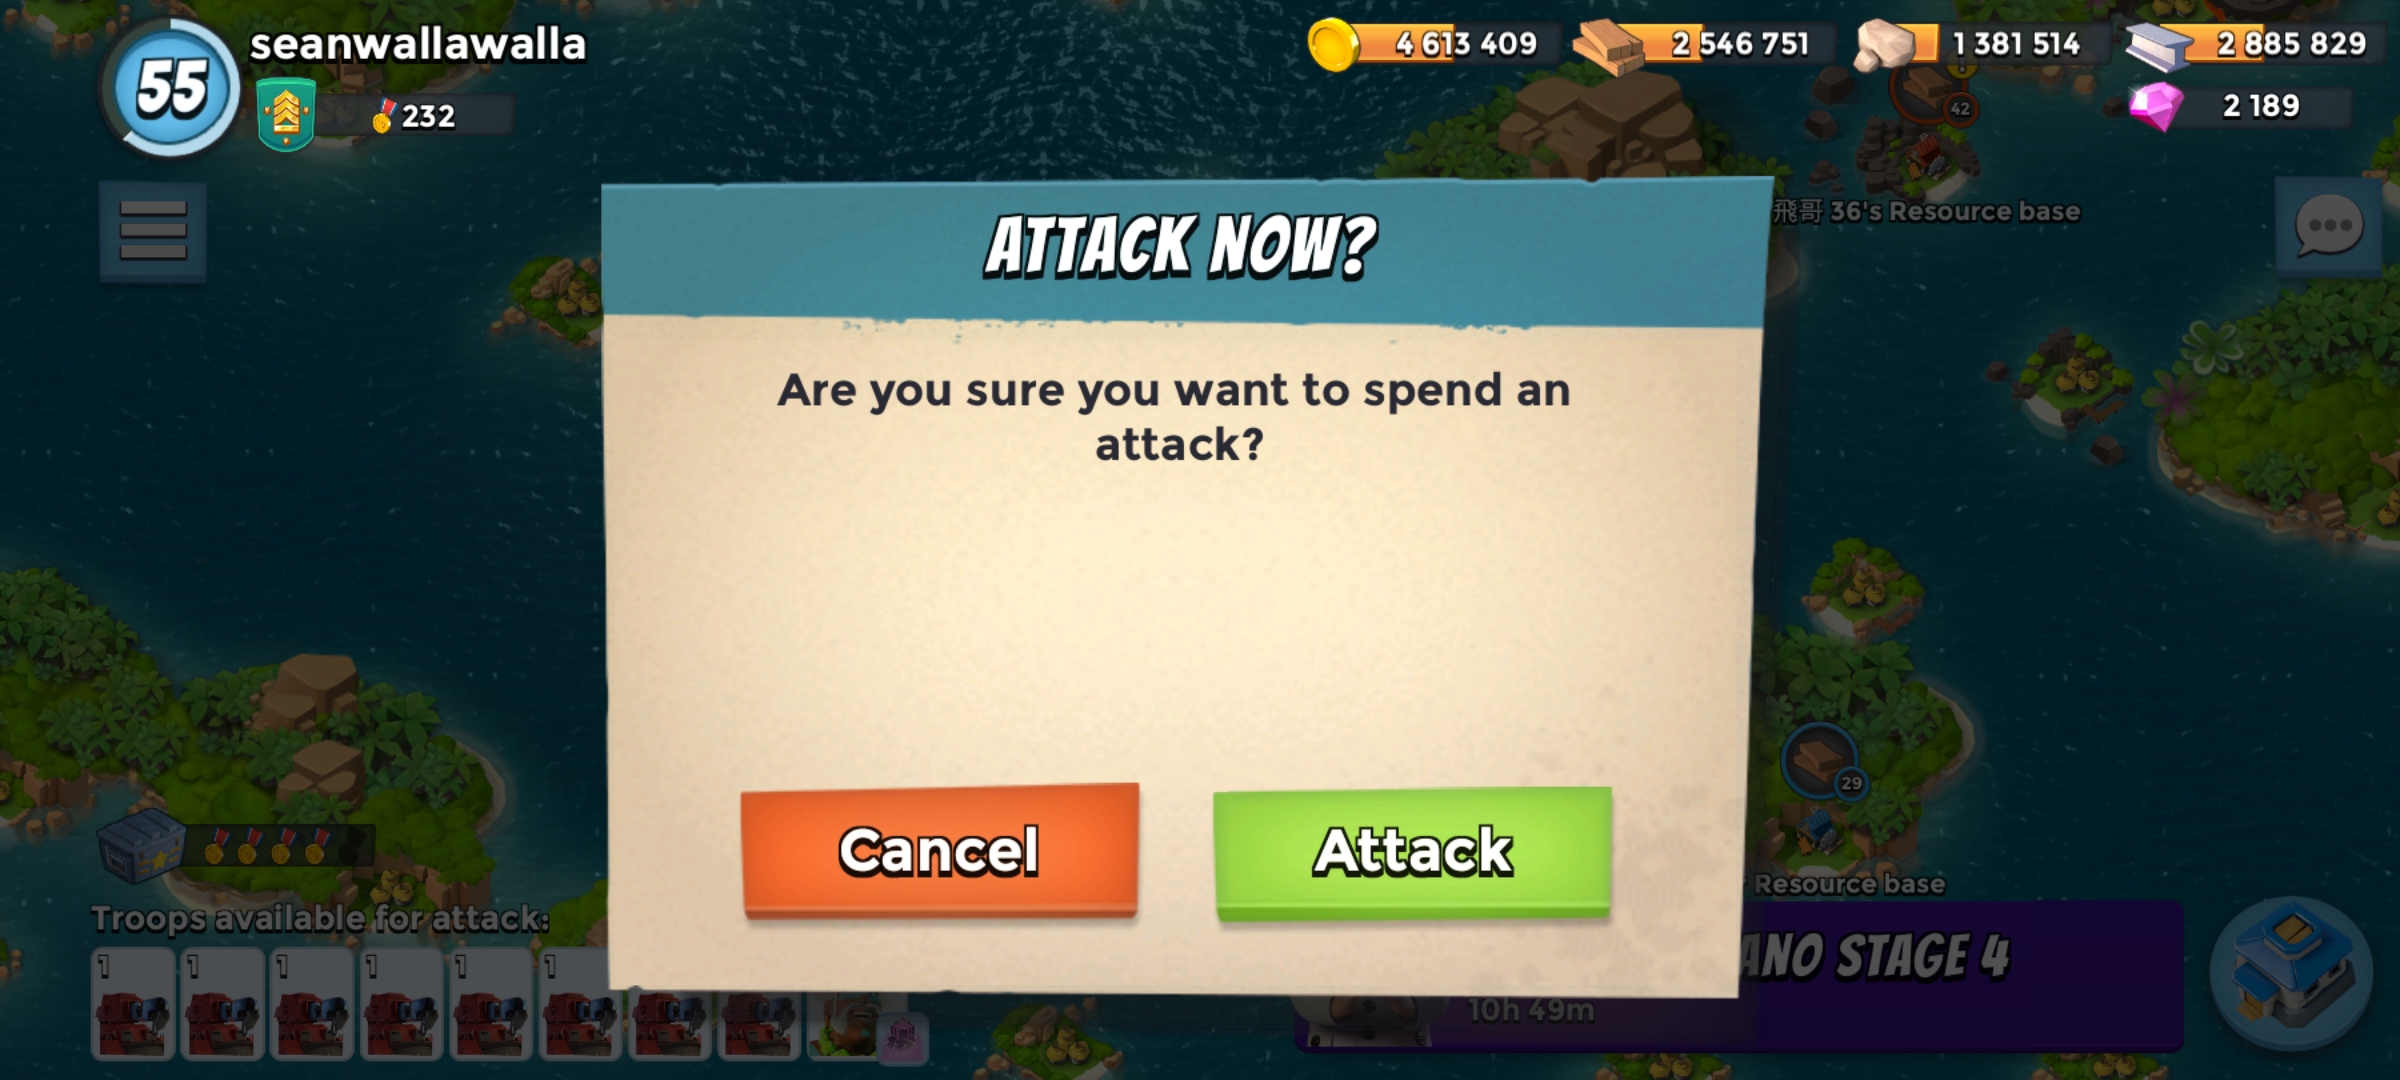 55
seanwallawalla
232
4 613 409
2 546 751
1 381 514
2 885 829
2 189
42
飛哥 36's Resource base
ATTACK NOW?
Are you sure you want to spend an
attack?
Cancel
Attack
29
Resource base
Troops available for attack:
1 1 1 1 1 1
ANO STAGE 4
10h 49m